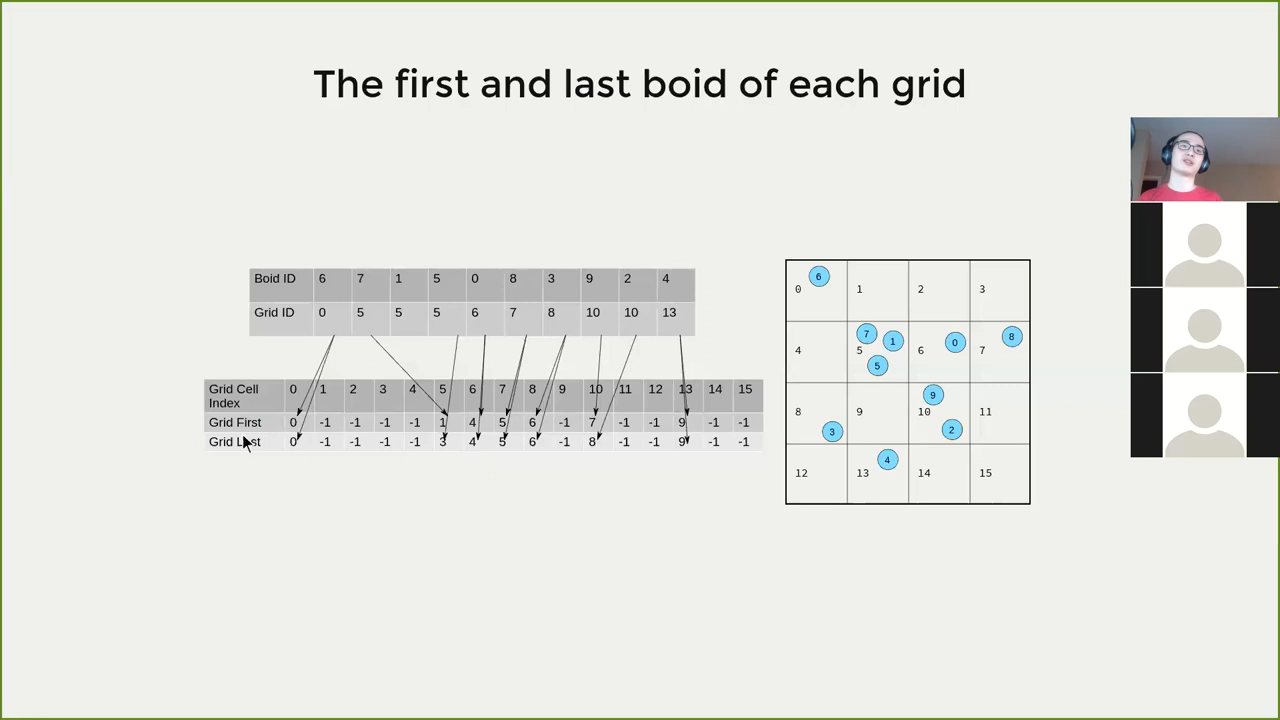 The first and last boid of each grid
Boid ID 6 7 1 5 0 8 3 9 2 4
Grid ID 0 5 5 5 6 7 8 10 10 13
Grid Cell Index 0 1 2 3 4 5 6 7 8 9 10 11 12 13 14 15
Grid First 0 -1 -1 -1 -1 1 4 5 6 -1 7 -1 -1 9 -1 -1
Grid Last 0 -1 -1 -1 -1 3 4 5 6 -1 8 -1 -1 9 -1 -1
0 6 1 2 3
4 7 1 5 5 6 0 7 8
8 3 9 9 10 2 11
12 13 4 14 15